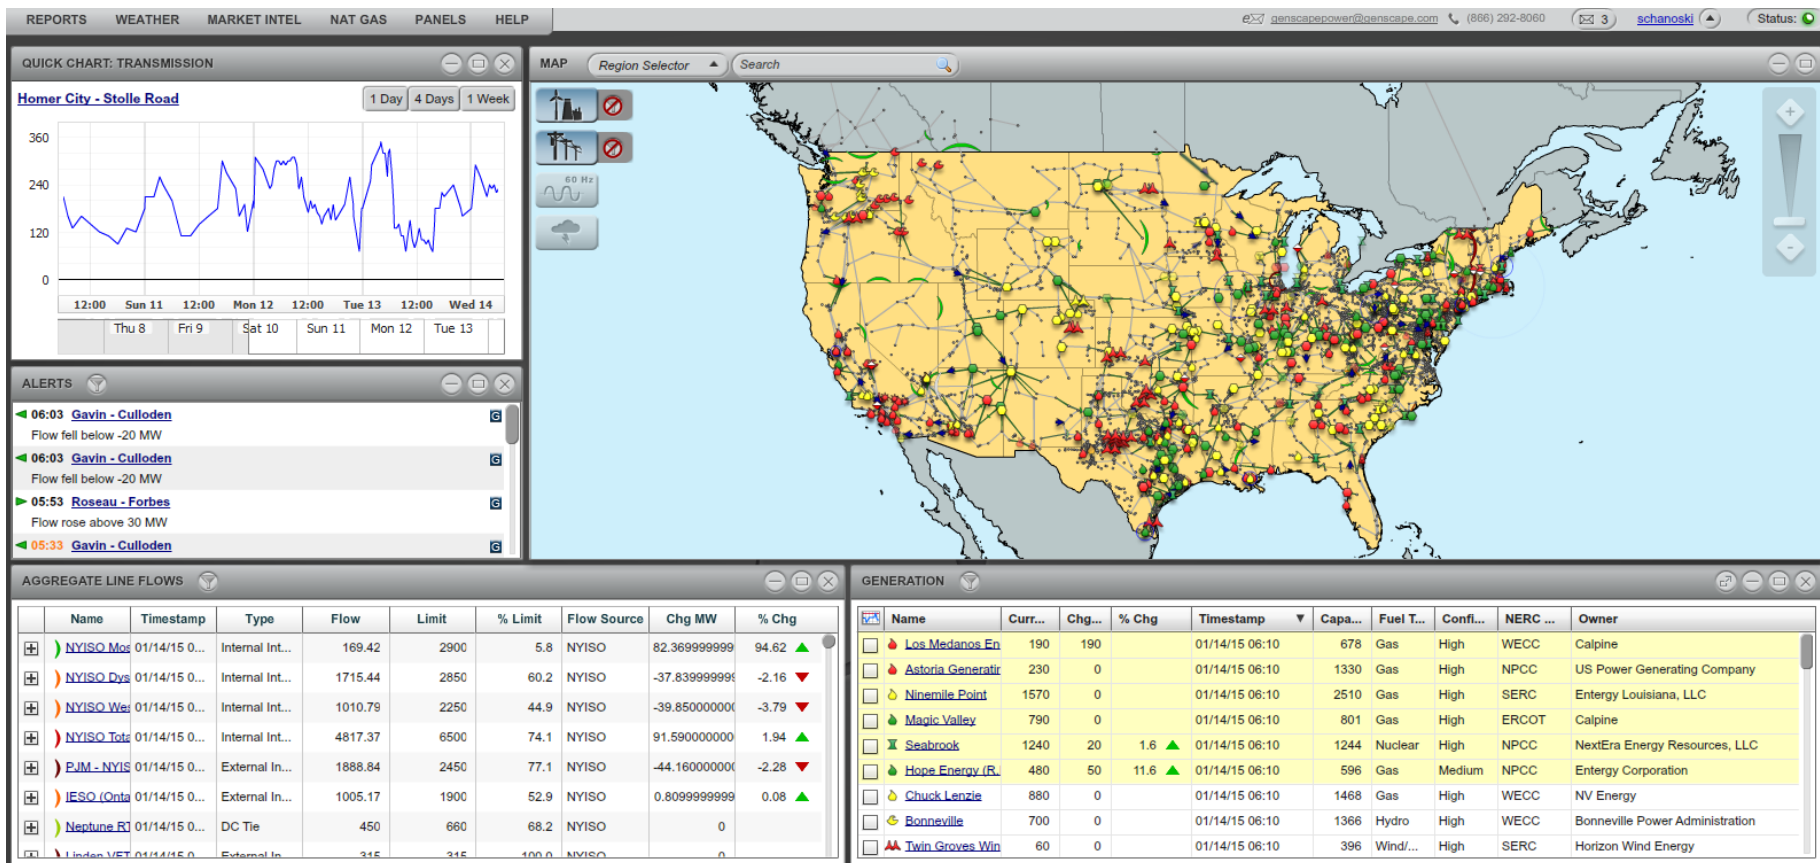 REPORTS WEATHER MARKET INTEL NAT GAS PANELS HELP genscapepower@genscape.com (866) 292-8060 3 schanoski Status:
QUICK CHART: TRANSMISSION
Homer City - Stolle Road 1 Day 4 Days 1 Week
360
240
120
0
12:00 Sun 11 12:00 Mon 12 12:00 Tue 13 12:00 Wed 14
Thu 8 Fri 9 Sat 10 Sun 11 Mon 12 Tue 13
MAP Region Selector Search
60 Hz
ALERTS
06:03 Gavin - Culloden G
Flow fell below -20 MW
06:03 Gavin - Culloden G
Flow fell below -20 MW
05:53 Roseau - Forbes G
Flow rose above 30 MW
05:33 Gavin - Culloden G
AGGREGATE LINE FLOWS
Name Timestamp Type Flow Limit % Limit Flow Source Chg MW % Chg
NYISO Mos 01/14/15 0... Internal Int... 169.42 2900 5.8 NYISO 82.369999999 94.62
NYISO Dys 01/14/15 0... Internal Int... 1715.44 2850 60.2 NYISO -37.839999999 -2.16
NYISO Wes 01/14/15 0... Internal Int... 1010.79 2250 44.9 NYISO -39.850000000 -3.79
NYISO Tota 01/14/15 0... Internal Int... 4817.37 6500 74.1 NYISO 91.590000000 1.94
PJM - NYIS 01/14/15 0... External In... 1888.84 2450 77.1 NYISO -44.160000000 -2.28
IESO (Onta 01/14/15 0... External In... 1005.17 1900 52.9 NYISO 0.8099999999 0.08
Neptune RT 01/14/15 0... DC Tie 450 660 68.2 NYISO 0
Linden VFT 01/14/15 0... External In... 315 315 100.0 NYISO 0
GENERATION
Name Curr... Chg... % Chg Timestamp Capa... Fuel T... Confi... NERC ... Owner
Los Medanos En 190 190 01/14/15 06:10 678 Gas High WECC Calpine
Astoria Generatin 230 0 01/14/15 06:10 1330 Gas High NPCC US Power Generating Company
Ninemile Point 1570 0 01/14/15 06:10 2510 Gas High SERC Entergy Louisiana, LLC
Magic Valley 790 0 01/14/15 06:10 801 Gas High ERCOT Calpine
Seabrook 1240 20 1.6 01/14/15 06:10 1244 Nuclear High NPCC NextEra Energy Resources, LLC
Hope Energy (R. 480 50 11.6 01/14/15 06:10 596 Gas Medium NPCC Entergy Corporation
Chuck Lenzie 880 0 01/14/15 06:10 1468 Gas High WECC NV Energy
Bonneville 700 0 01/14/15 06:10 1366 Hydro High WECC Bonneville Power Administration
Twin Groves Win 60 0 01/14/15 06:10 396 Wind/... High SERC Horizon Wind Energy